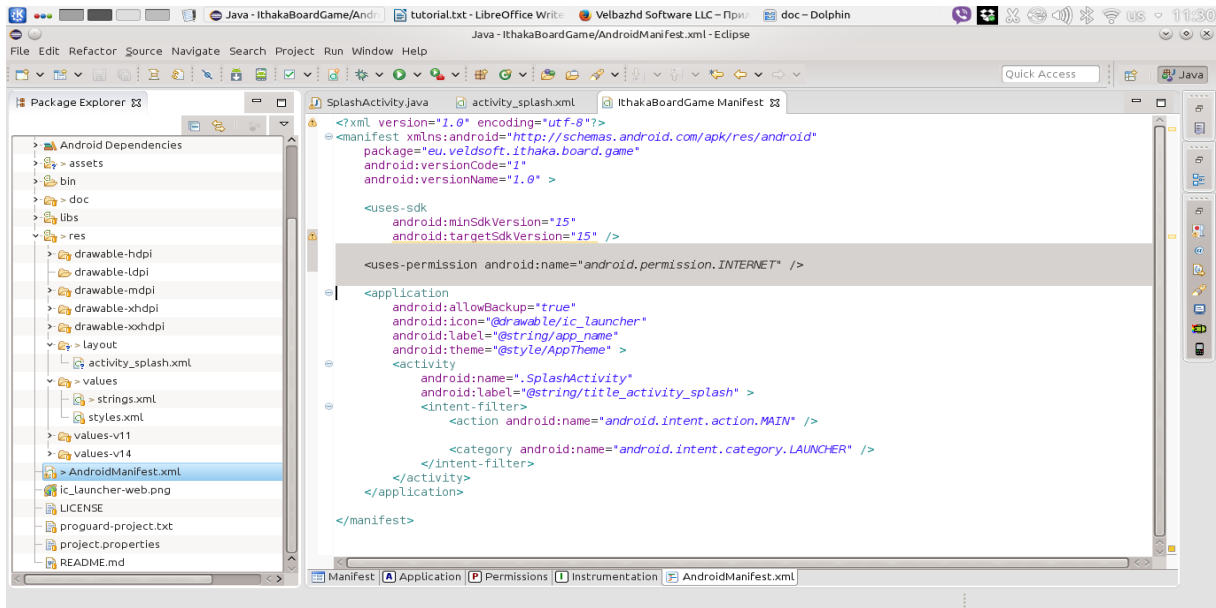 Java - IthakaBoardGame/Andr
tutorial.txt - LibreOffice Write
Velbazhd Software LLC – При
doc – Dolphin
us
11:30
Java - IthakaBoardGame/AndroidManifest.xml - Eclipse
File Edit Refactor Source Navigate Search Project Run Window Help
Quick Access
Java
Package Explorer
SplashActivity.java
activity_splash.xml
IthakaBoardGame Manifest
Android Dependencies
> assets
bin
> doc
libs
> res
drawable-hdpi
drawable-ldpi
drawable-mdpi
drawable-xhdpi
drawable-xxhdpi
> layout
activity_splash.xml
> values
> strings.xml
styles.xml
values-v11
values-v14
> AndroidManifest.xml
ic_launcher-web.png
LICENSE
proguard-project.txt
project.properties
README.md
<?xml version="1.0" encoding="utf-8"?>
<manifest xmlns:android="http://schemas.android.com/apk/res/android"
package="eu.veldsoft.ithaka.board.game"
android:versionCode="1"
android:versionName="1.0" >
<uses-sdk
android:minSdkVersion="15"
android:targetSdkVersion="15" />
<uses-permission android:name="android.permission.INTERNET" />
<application
android:allowBackup="true"
android:icon="@drawable/ic_launcher"
android:label="@string/app_name"
android:theme="@style/AppTheme" >
<activity
android:name=".SplashActivity"
android:label="@string/title_activity_splash" >
<intent-filter>
<action android:name="android.intent.action.MAIN" />
<category android:name="android.intent.category.LAUNCHER" />
</intent-filter>
</activity>
</application>
</manifest>
Manifest
A Application
P Permissions
I Instrumentation
AndroidManifest.xml